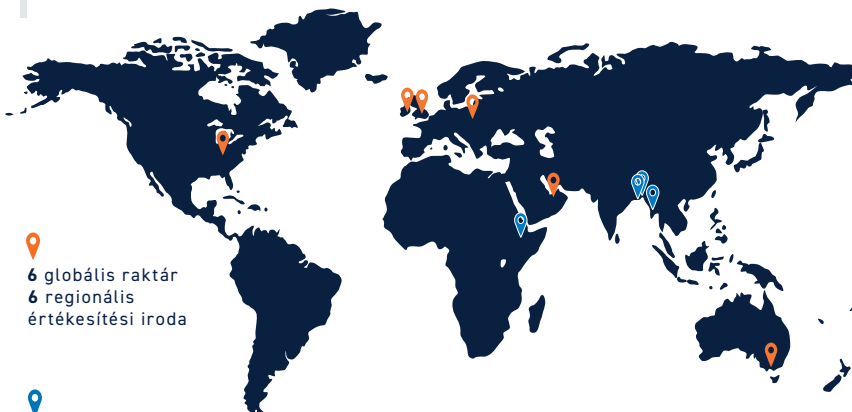 6 globális raktár
6 regionális
értékesítési iroda